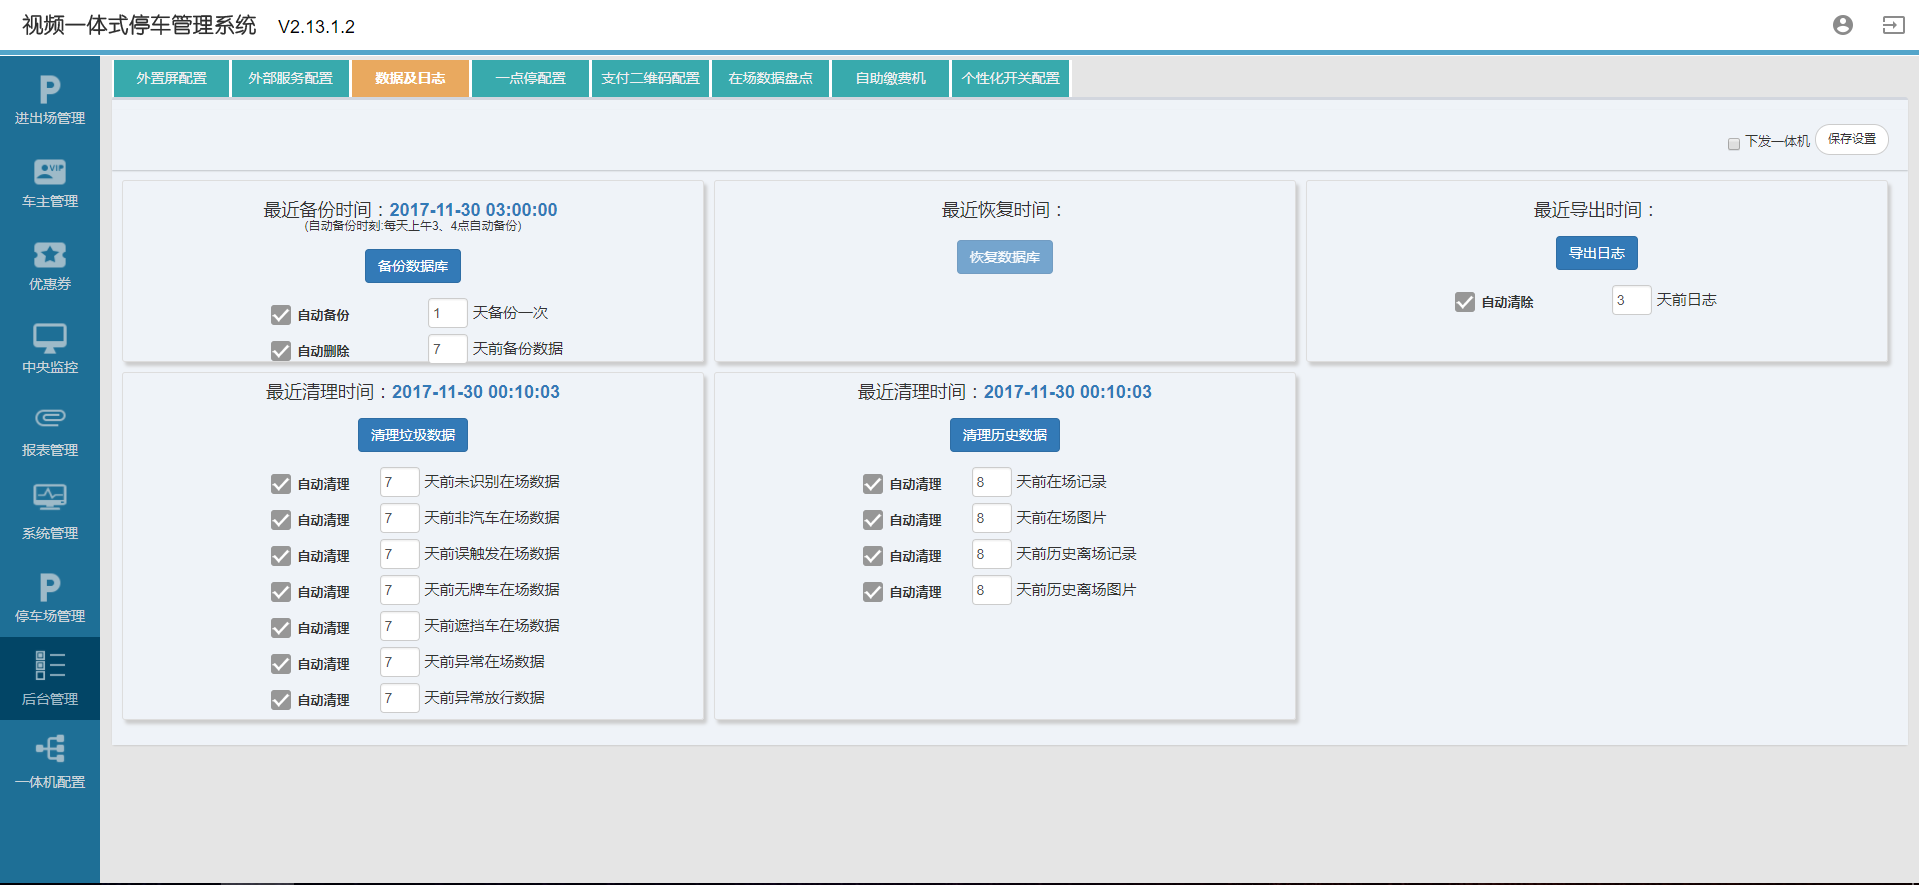 视频一体式停车管理系统 V2.13.1.2
外置屏配置 外部服务配置 数据及日志 一点停配置 支付二维码配置 在场数据盘点 自助缴费机 个性化开关配置
P
进出场管理
VIP
车主管理
优惠券
中央监控
报表管理
系统管理
P
停车场管理
后台管理
一体机配置
下发一体机 保存设置
最近备份时间：2017-11-30 03:00:00
(自动备份时刻:每天上午3、4点自动备份)
备份数据库
自动备份 1 天备份一次
自动删除 7 天前备份数据
最近恢复时间：
恢复数据库
最近导出时间：
导出日志
自动清除 3 天前日志
最近清理时间：2017-11-30 00:10:03
清理垃圾数据
自动清理 7 天前未识别在场数据
自动清理 7 天前非汽车在场数据
自动清理 7 天前误触发在场数据
自动清理 7 天前无牌车在场数据
自动清理 7 天前遮挡车在场数据
自动清理 7 天前异常在场数据
自动清理 7 天前异常放行数据
最近清理时间：2017-11-30 00:10:03
清理历史数据
自动清理 8 天前在场记录
自动清理 8 天前在场图片
自动清理 8 天前历史离场记录
自动清理 8 天前历史离场图片